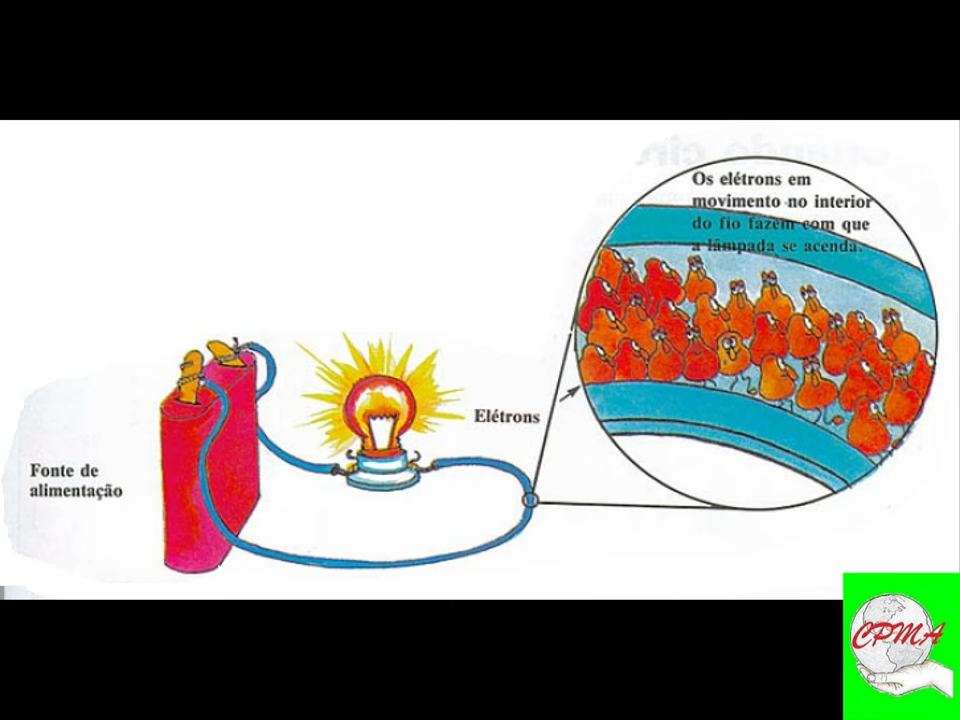 Os elétrons em
movimento no interior
do fio fazem com que
a lâmpada se acenda.
Elétrons
Fonte de
alimentação
CPMA